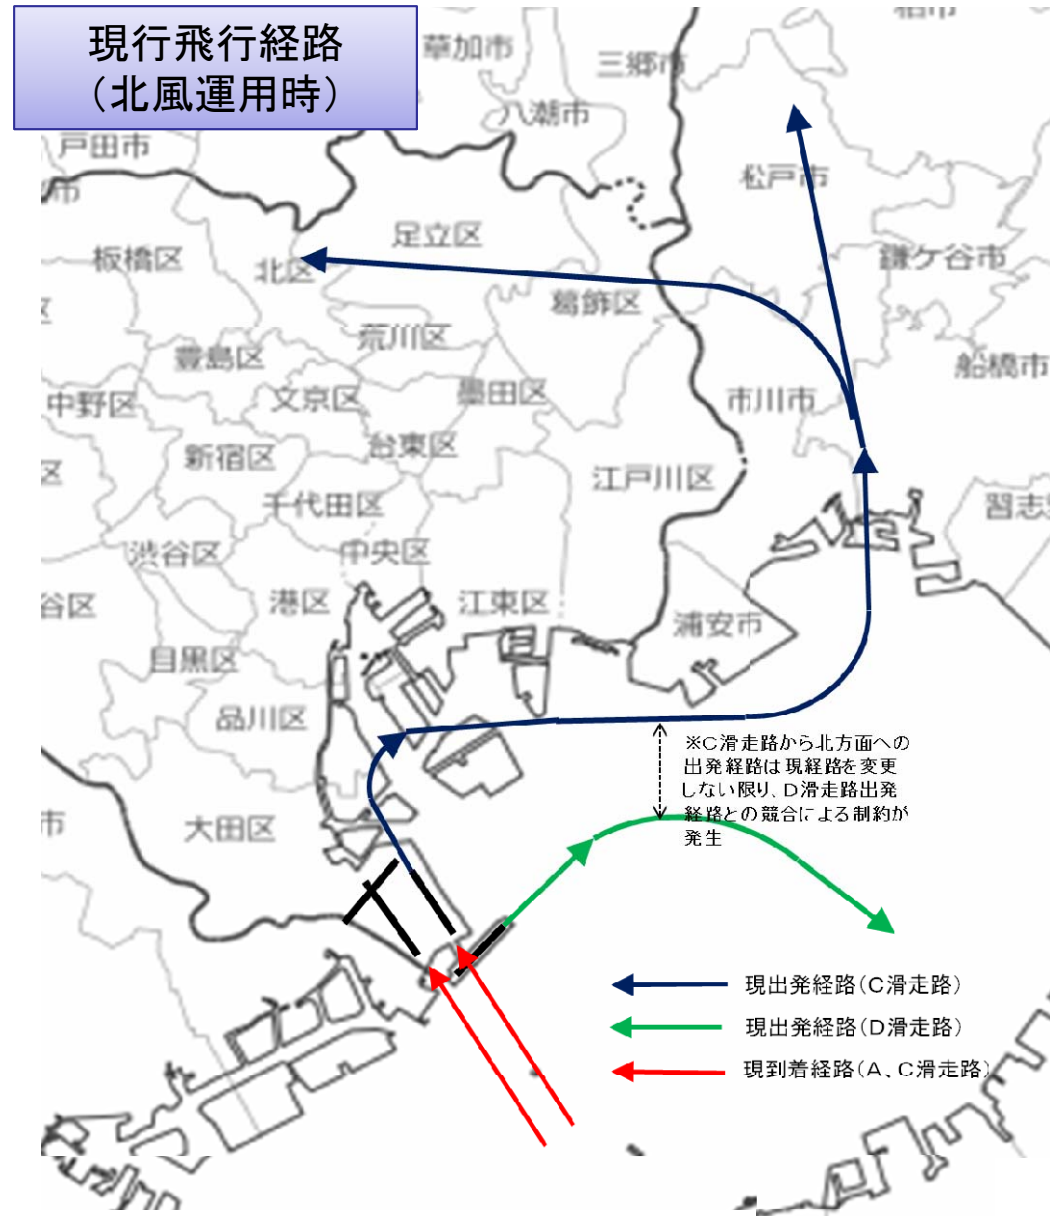 現行飛行経路
（北風運用時）
草加市
三郷市
八潮市
戸田市
市
松戸市
足立区
板橋区
北区
鎌ケ谷市
葛飾区
区
荒川区
豊島区
船橋市
中野区
文京区
墨田区
市川市
台東区
新宿区
区
江戸川区
千代田区
習志
渋谷区
中央区
谷区
港区
江東区
浦安市
目黒区
品川区
※C滑走路から北方面への
出発経路は現経路を変更
しない限り、D滑走路出発
経路との競合による制約が
発生
市
大田区
現出発経路（C滑走路）
現出発経路（D滑走路）
現到着経路（A、C滑走路）